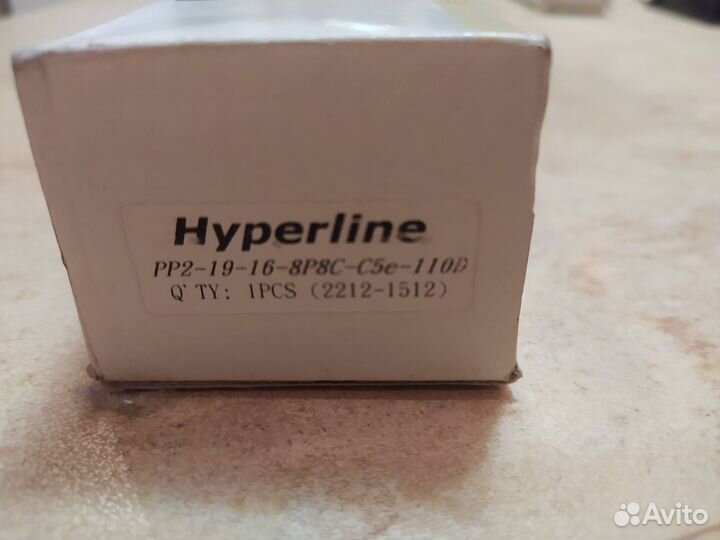 Hyperline
PP2-19-16-8P8C-C5e-110D
Q'TY: 1PCS (2212-1512)
Avito